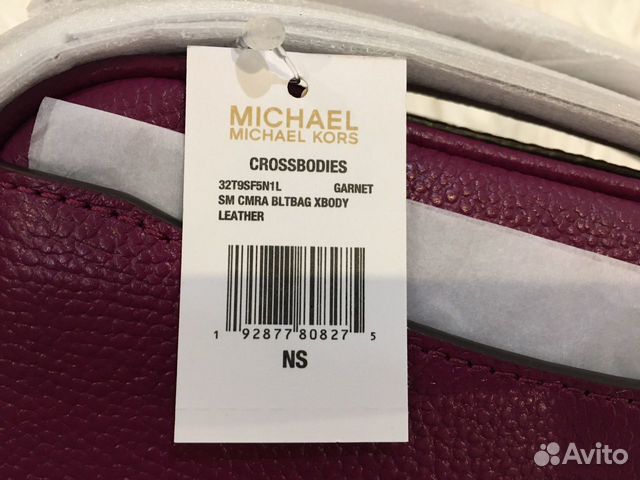 MICHAEL
MICHAEL KORS
CROSSBODIES
32T9SF5N1L GARNET
SM CMRA BLTBAG XBODY
LEATHER
1 92877 80827 5
NS
Avito